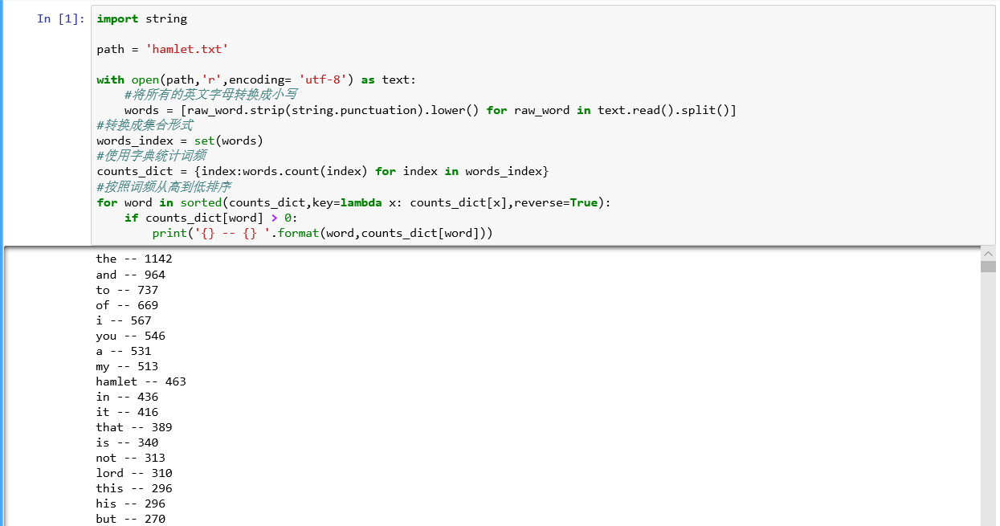 In [1]:
import string
path = 'hamlet.txt'
with open(path,'r',encoding= 'utf-8') as text:
    #将所有的英文字母转换成小写
    words = [raw_word.strip(string.punctuation).lower() for raw_word in text.read().split()]
#转换成集合形式
words_index = set(words)
#使用字典统计词频
counts_dict = {index:words.count(index) for index in words_index}
#按照词频从高到低排序
for word in sorted(counts_dict,key=lambda x: counts_dict[x],reverse=True):
    if counts_dict[word] > 0:
        print('{} -- {} '.format(word,counts_dict[word]))
the -- 1142
and -- 964
to -- 737
of -- 669
i -- 567
you -- 546
a -- 531
my -- 513
hamlet -- 463
in -- 436
it -- 416
that -- 389
is -- 340
not -- 313
lord -- 310
this -- 296
his -- 296
but -- 270